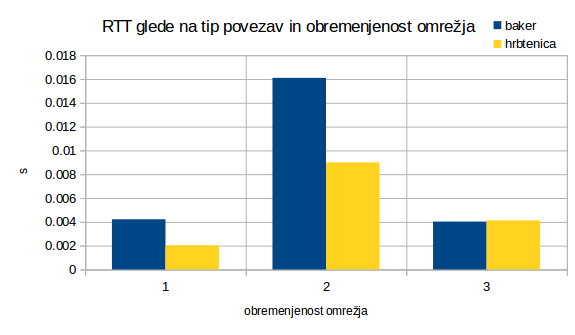 RTT glede na tip povezav in obremenjenost omrežja
baker
hrbtenica
0.018
0.016
0.014
0.012
0.01
0.008
0.006
0.004
0.002
0
s
1 2 3
obremenjenost omrežja